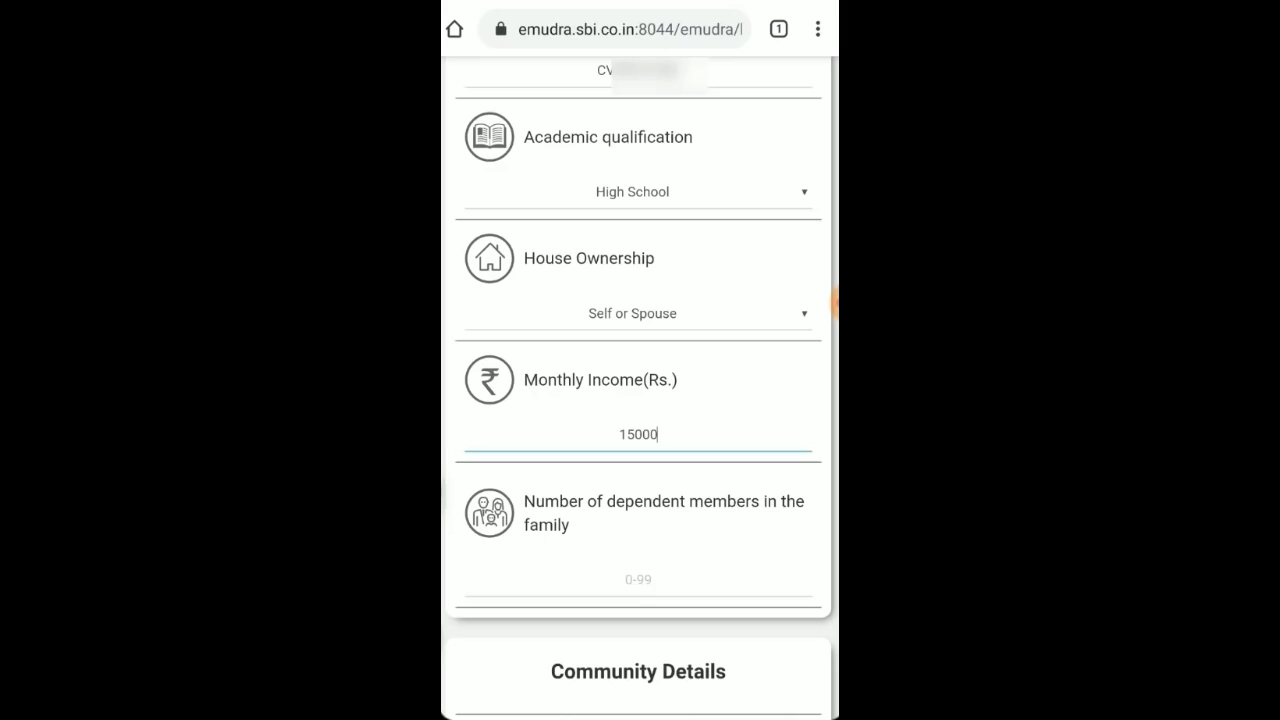 emudra.sbi.co.in:8044/emudra/
1
CV
Academic qualification
High School
House Ownership
Self or Spouse
Monthly Income(Rs.)
15000
Number of dependent members in the
family
0-99
Community Details